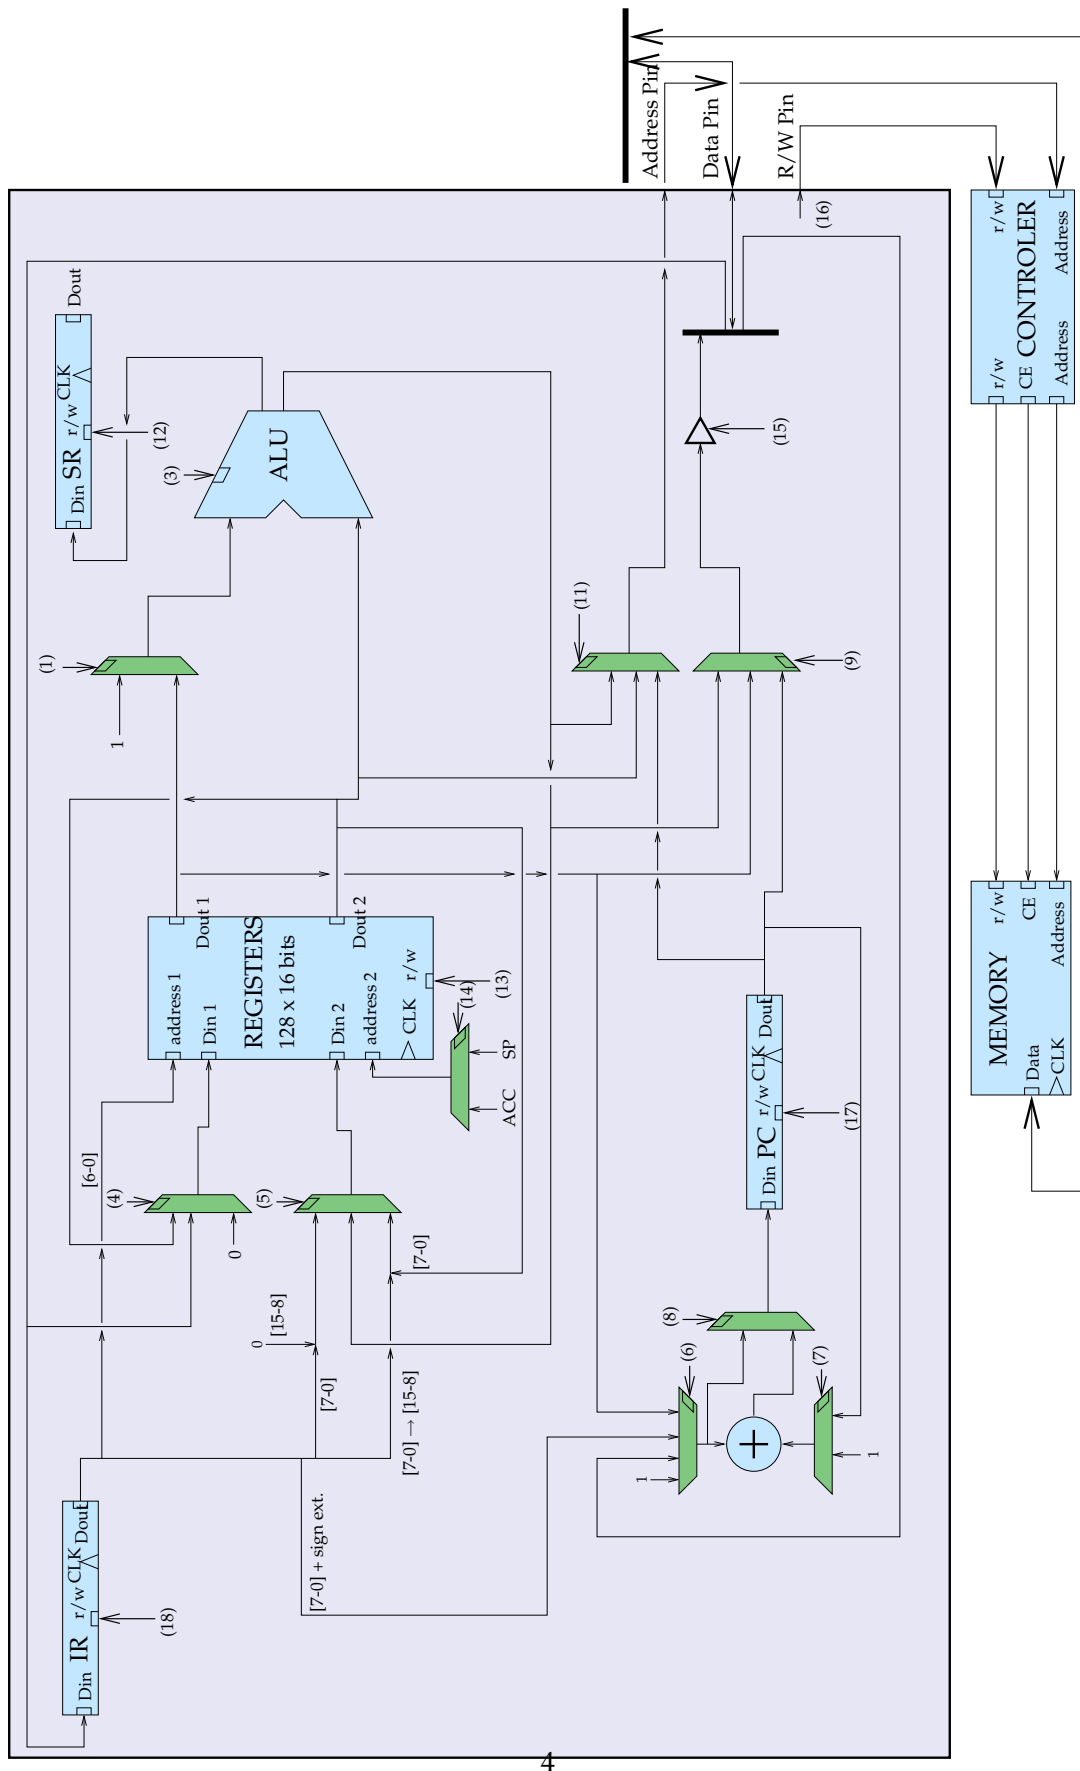 Address Pin
Data Pin
R/W Pin
(16)
r/w
Address
CONTROLER
r/w
CE
Address
Dout
CLK
r/w
SR
Din
(12)
(3)
ALU
(15)
(1)
1
(11)
(9)
Dout 1
Dout 2
REGISTERS
128 x 16 bits
address 1
Din 1
Din 2
address 2
CLK
r/w
(13)
(14)
SP
ACC
[6-0]
(4)
(5)
0
[7-0]
0
[15-8]
[7-0]
[7-0] → [15-8]
[7-0] + sign ext.
IR
Din
r/w
CLK
Dout
(18)
PC
Din
r/w
CLK
Dout
(17)
(8)
(6)
(7)
1
1
MEMORY
r/w
CE
Address
Data
CLK
4